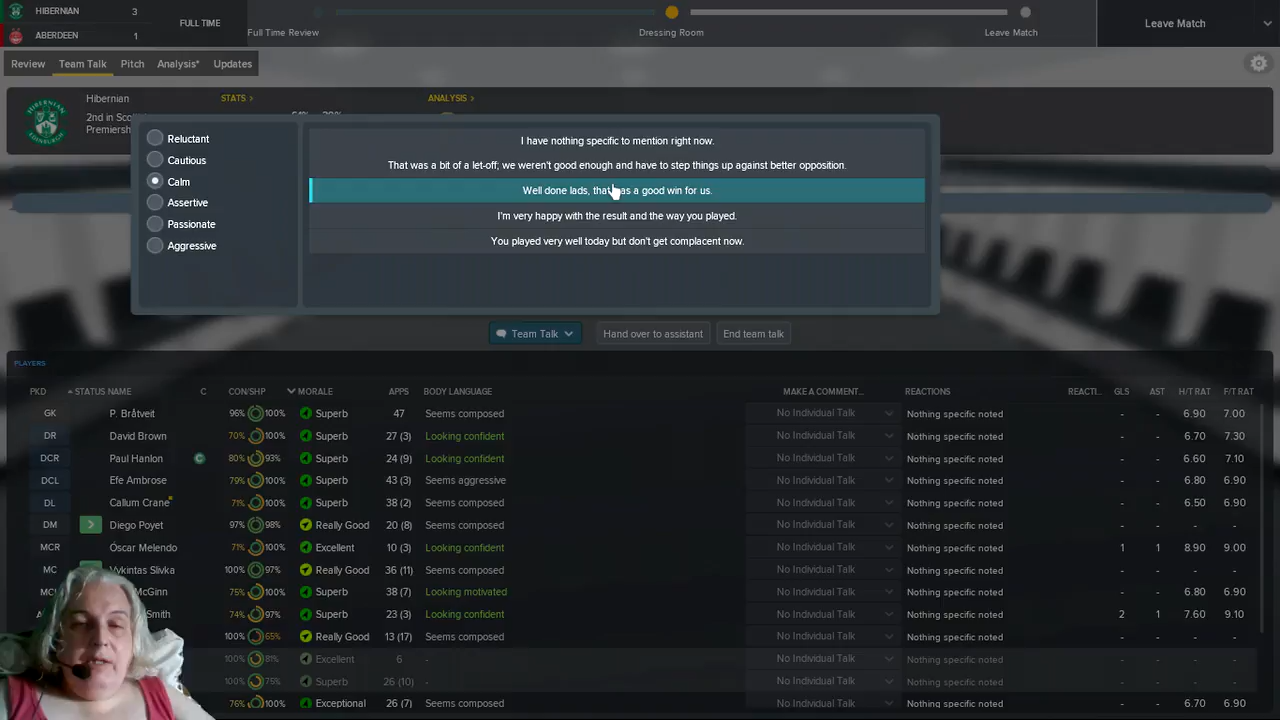 HIBERNIAN 3
ABERDEEN 1
FULL TIME
Full Time Review
Dressing Room
Leave Match
Leave Match
Review Team Talk Pitch Analysis* Updates
Hibernian STATS > ANALYSIS >
2nd in
Premiersh
Reluctant
Cautious
Calm
Assertive
Passionate
Aggressive
I have nothing specific to mention right now.
That was a bit of a let-off; we weren't good enough and have to step things up against better opposition.
Well done lads, that was a good win for us.
I'm very happy with the result and the way you played.
You played very well today but don't get complacent now.
Team Talk Hand over to assistant End team talk
PLAYERS
PKD STATUS NAME C CON/SHP MORALE APPS BODY LANGUAGE MAKE A COMMENT... REACTIONS REACTI... GLS AST H/T RAT F/T RAT
GK P. Bråtveit 96% 100% Superb 47 Seems composed No Individual Talk Nothing specific noted - - 6.90 7.00
DR David Brown 70% 100% Superb 27 (3) Looking confident No Individual Talk Nothing specific noted - - 6.70 7.30
DCR Paul Hanlon C 80% 93% Superb 24 (9) Looking confident No Individual Talk Nothing specific noted - - 6.60 7.10
DCL Efe Ambrose 79% 100% Superb 43 (3) Seems aggressive No Individual Talk Nothing specific noted - - 6.80 6.90
DL Callum Crane 71% 100% Superb 38 (2) Seems composed No Individual Talk Nothing specific noted - - 6.50 6.90
DM Diego Poyet 97% 98% Really Good 20 (8) Seems composed No Individual Talk Nothing specific noted - - - -
MCR Óscar Melendo 71% 100% Excellent 10 (3) Looking confident No Individual Talk Nothing specific noted 1 1 8.90 9.00
MC Vykintas Slivka 100% 97% Really Good 36 (11) Seems composed No Individual Talk Nothing specific noted - - - -
McGinn 75% 100% Superb 38 (7) Looking motivated No Individual Talk Nothing specific noted - - 6.80 6.90
Smith 74% 97% Superb 23 (3) Looking confident No Individual Talk Nothing specific noted 2 1 7.60 9.10
100% 65% Really Good 13 (17) Seems composed No Individual Talk Nothing specific noted - - - -
100% 81% Excellent 6 - No Individual Talk Nothing specific noted - - - -
100% 75% Superb 26 (10) - No Individual Talk Nothing specific noted - - - -
76% 100% Exceptional 26 (7) Seems composed No Individual Talk Nothing specific noted - - 6.70 6.90